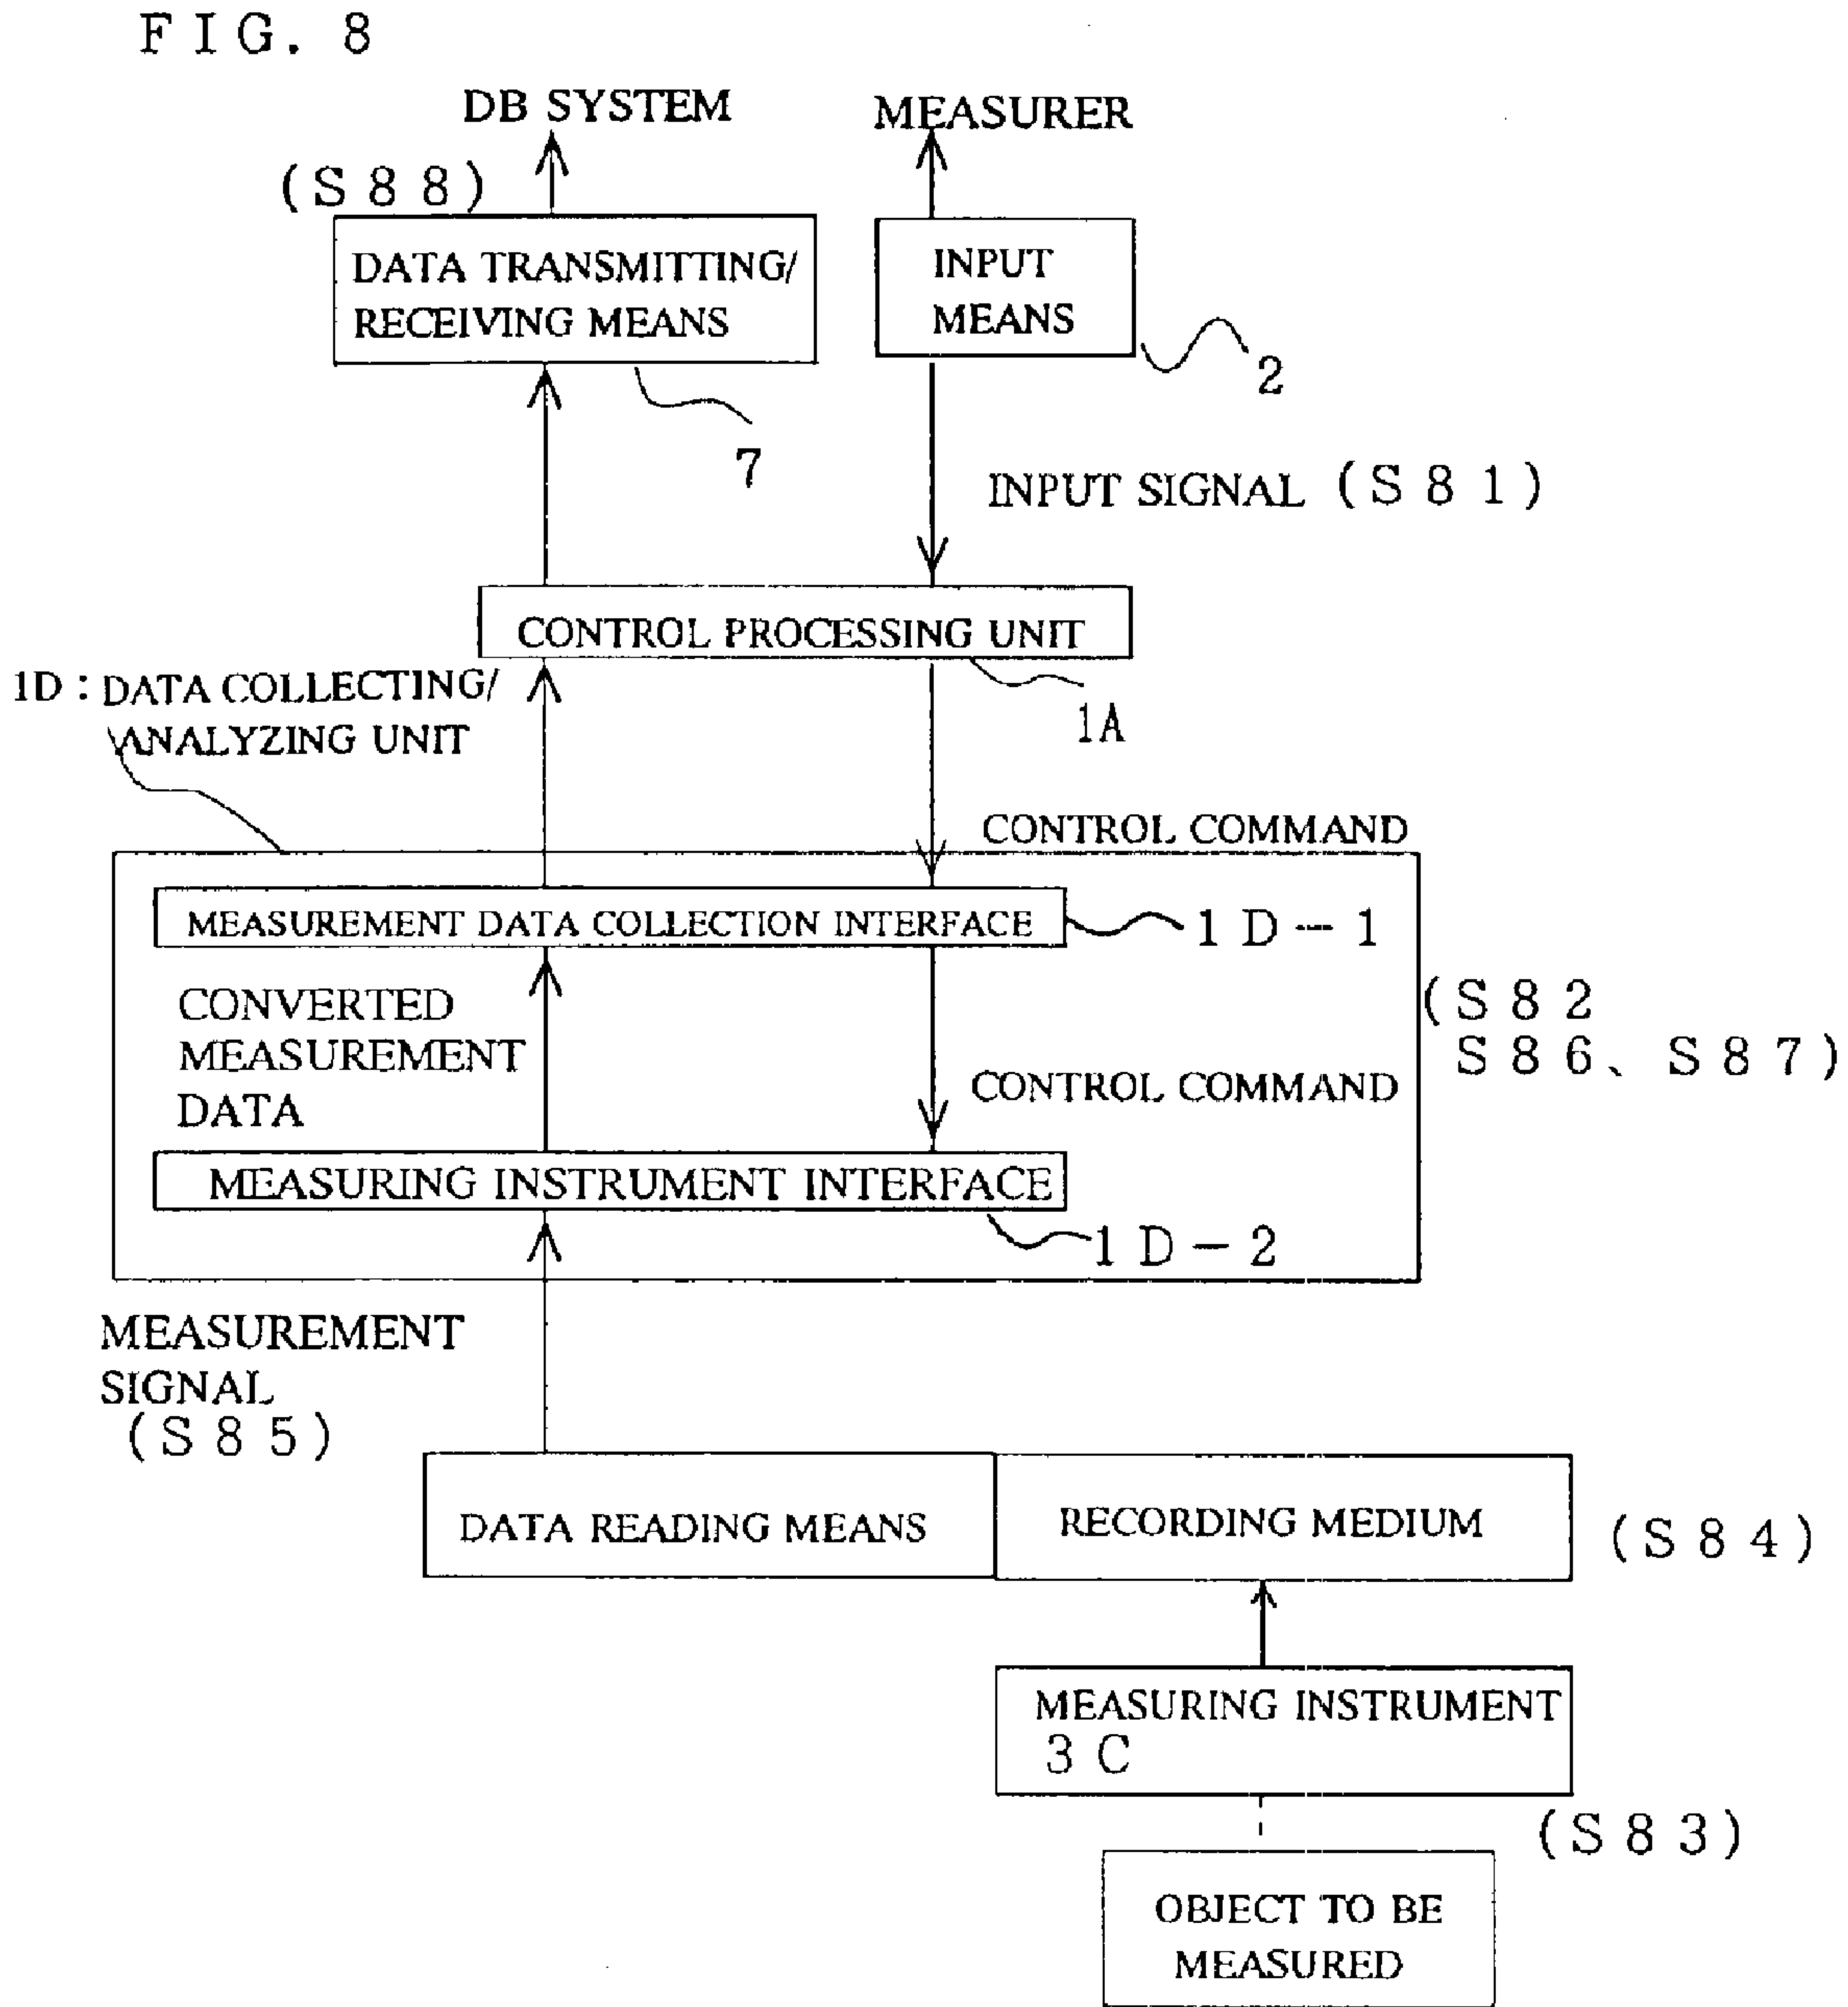 FIG. 8
DB SYSTEM
MEASURER
(S88)
DATA TRANSMITTING/
RECEIVING MEANS
INPUT
MEANS
2
7
INPUT SIGNAL (S81)
CONTROL PROCESSING UNIT
1D : DATA COLLECTING/
ANALYZING UNIT
1A
CONTROL COMMAND
MEASUREMENT DATA COLLECTION INTERFACE
1D-1
CONVERTED
MEASUREMENT
DATA
(S82
S86、S87)
CONTROL COMMAND
MEASURING INSTRUMENT INTERFACE
1D-2
MEASUREMENT
SIGNAL
(S85)
DATA READING MEANS
RECORDING MEDIUM
(S84)
MEASURING INSTRUMENT
3C
(S83)
OBJECT TO BE
MEASURED